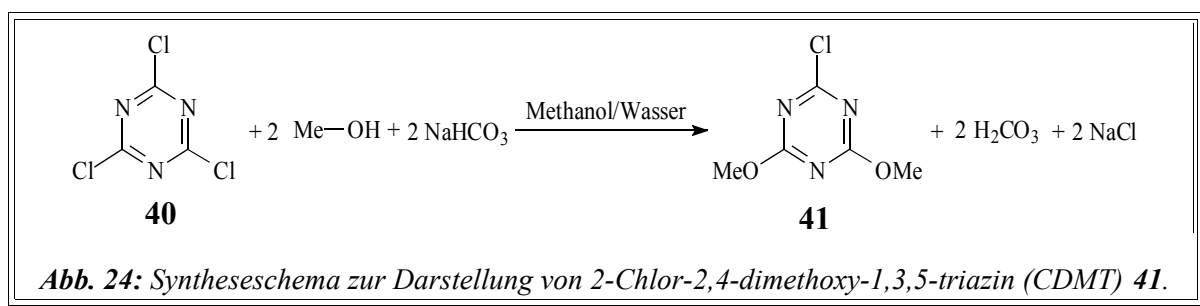 Cl
N N
Cl N Cl
40
+ 2 Me—OH + 2 NaHCO₃
Methanol/Wasser
Cl
N N
MeO N OMe
41
+ 2 H₂CO₃ + 2 NaCl
Abb. 24: Syntheseschema zur Darstellung von 2-Chlor-2,4-dimethoxy-1,3,5-triazin (CDMT) 41.